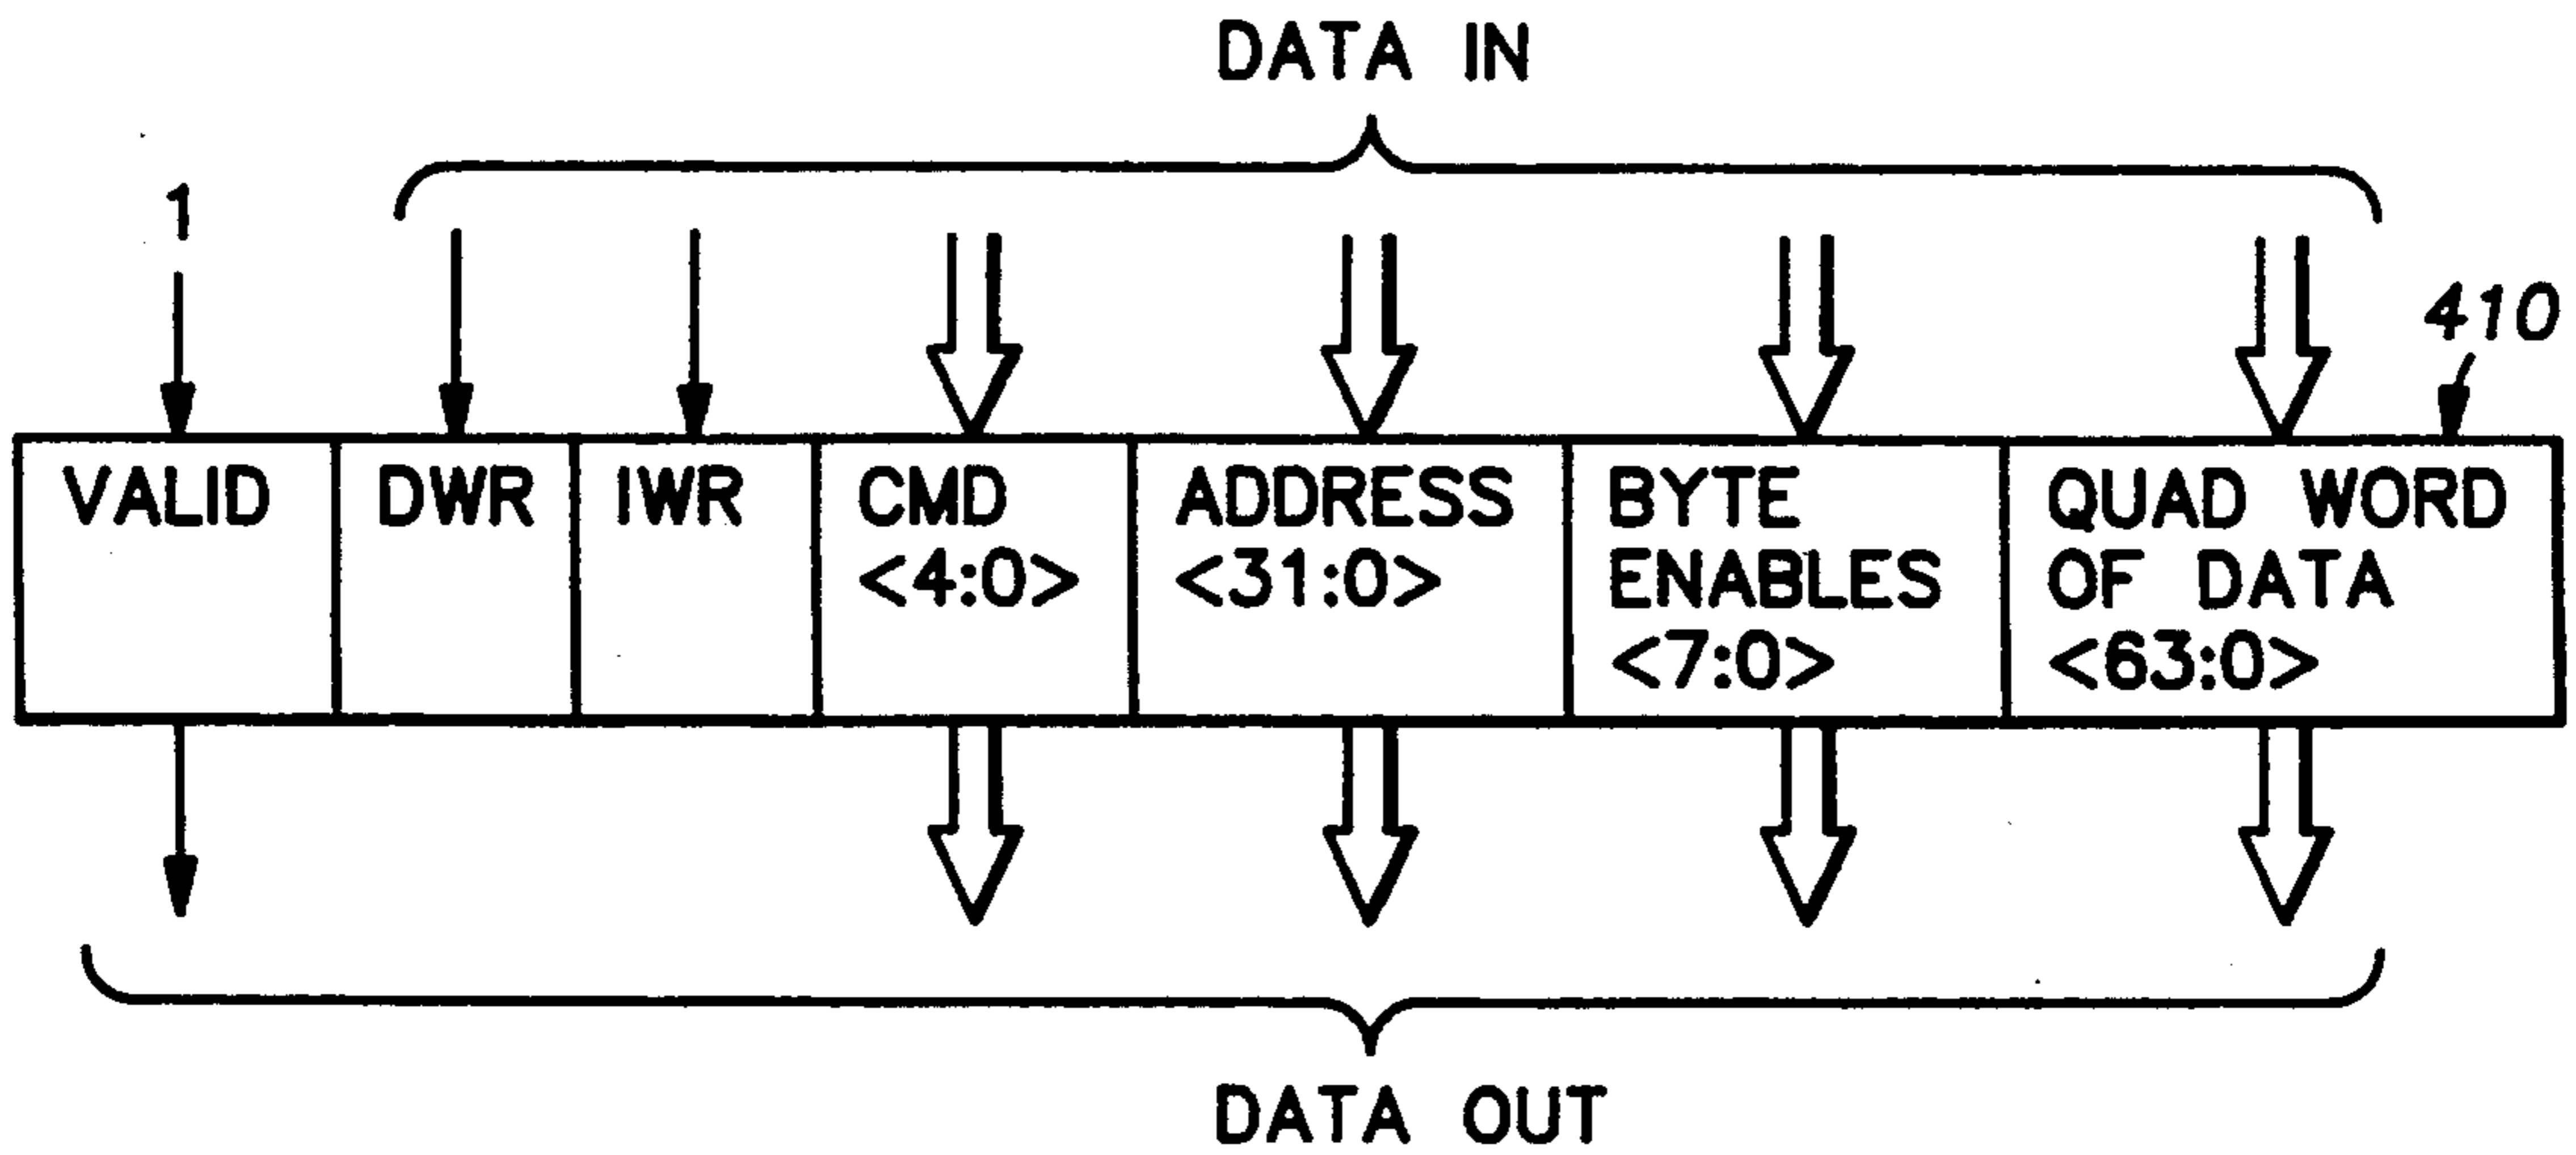 DATA IN
1
410
VALID
DWR
IWR
CMD
<4:0>
ADDRESS
<31:0>
BYTE
ENABLES
<7:0>
QUAD WORD
OF DATA
<63:0>
DATA OUT